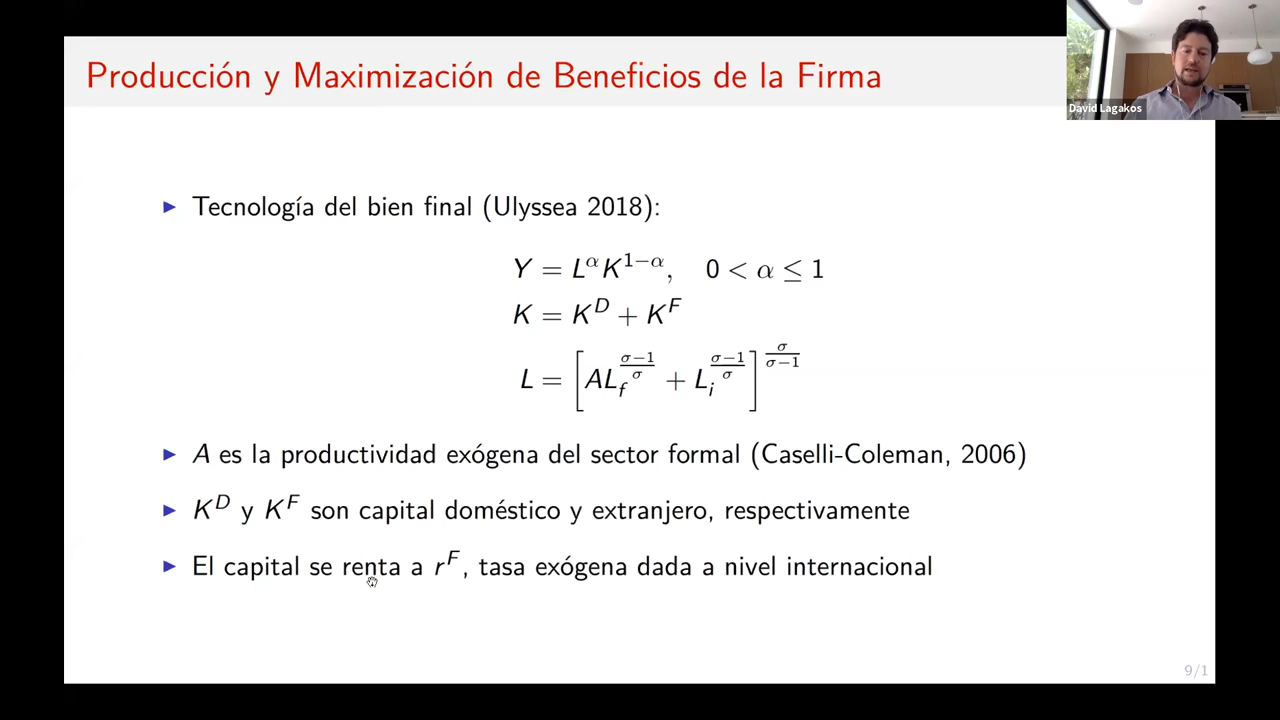 Producción y Maximización de Beneficios de la Firma
David Lagakos
▶ Tecnología del bien final (Ulyssea 2018):
Y = L^α K^{1−α}, 0 < α ≤ 1
K = K^D + K^F
L = [A L_f^{(σ−1)/σ} + L_i^{(σ−1)/σ}]^{σ/(σ−1)}
▶ A es la productividad exógena del sector formal (Caselli-Coleman, 2006)
▶ K^D y K^F son capital doméstico y extranjero, respectivamente
▶ El capital se renta a r^F, tasa exógena dada a nivel internacional
9/1